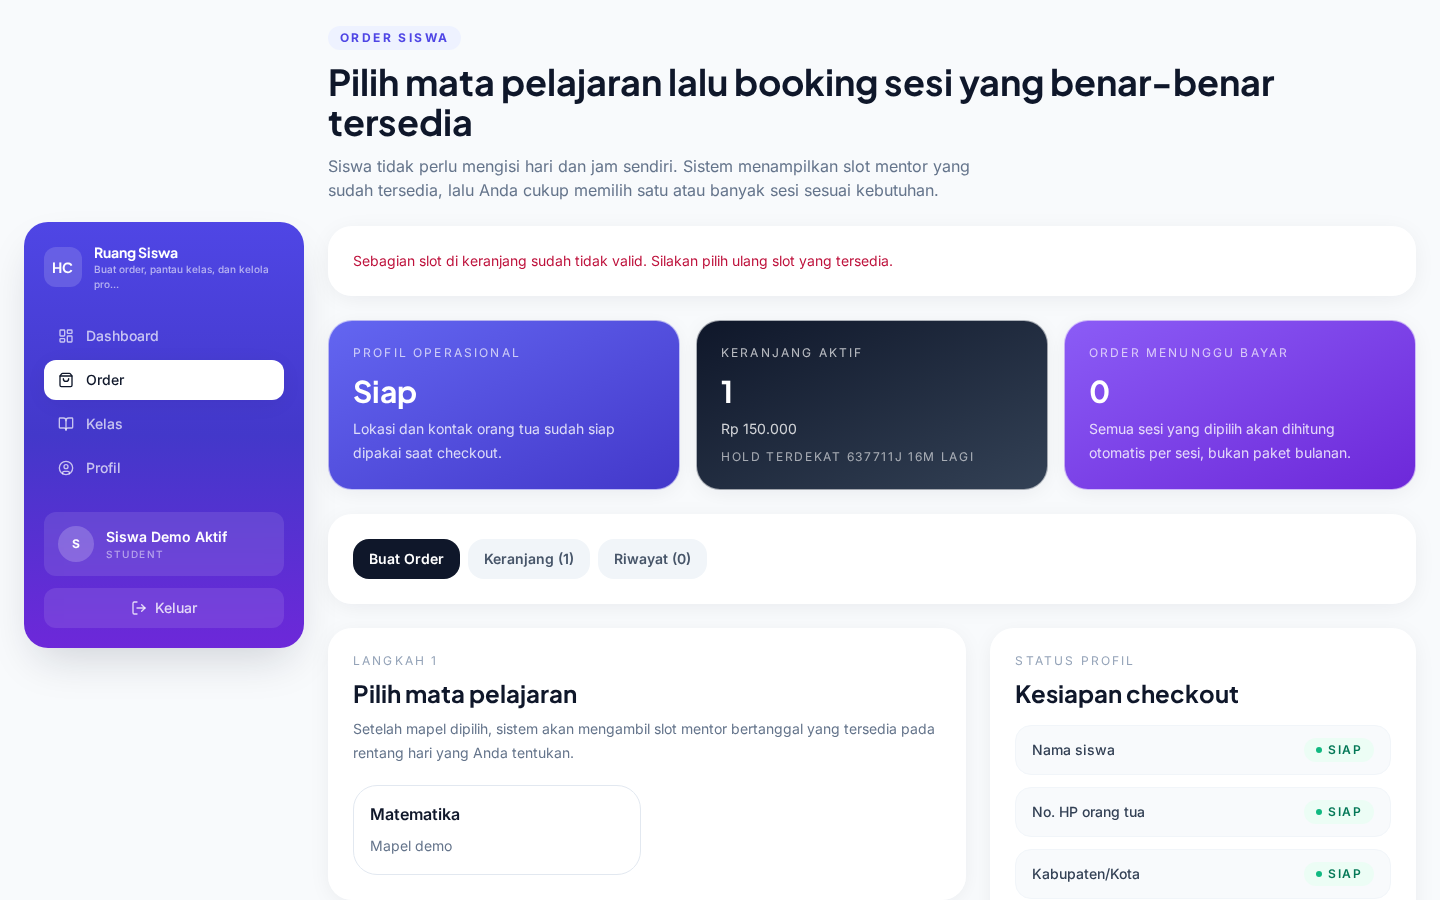 ORDER SISWA
Pilih mata pelajaran lalu booking sesi yang benar-benar
tersedia
Siswa tidak perlu mengisi hari dan jam sendiri. Sistem menampilkan slot mentor yang
sudah tersedia, lalu Anda cukup memilih satu atau banyak sesi sesuai kebutuhan.
HC
Ruang Siswa
Buat order, pantau kelas, dan kelola
pro...
Dashboard
Order
Kelas
Profil
S
Siswa Demo Aktif
STUDENT
Keluar
Sebagian slot di keranjang sudah tidak valid. Silakan pilih ulang slot yang tersedia.
PROFIL OPERASIONAL
Siap
Lokasi dan kontak orang tua sudah siap
dipakai saat checkout.
KERANJANG AKTIF
1
Rp 150.000
HOLD TERDEKAT 637711J 16M LAGI
ORDER MENUNGGU BAYAR
0
Semua sesi yang dipilih akan dihitung
otomatis per sesi, bukan paket bulanan.
Buat Order
Keranjang (1)
Riwayat (0)
LANGKAH 1
Pilih mata pelajaran
Setelah mapel dipilih, sistem akan mengambil slot mentor bertanggal yang tersedia pada
rentang hari yang Anda tentukan.
Matematika
Mapel demo
STATUS PROFIL
Kesiapan checkout
Nama siswa
SIAP
No. HP orang tua
SIAP
Kabupaten/Kota
SIAP